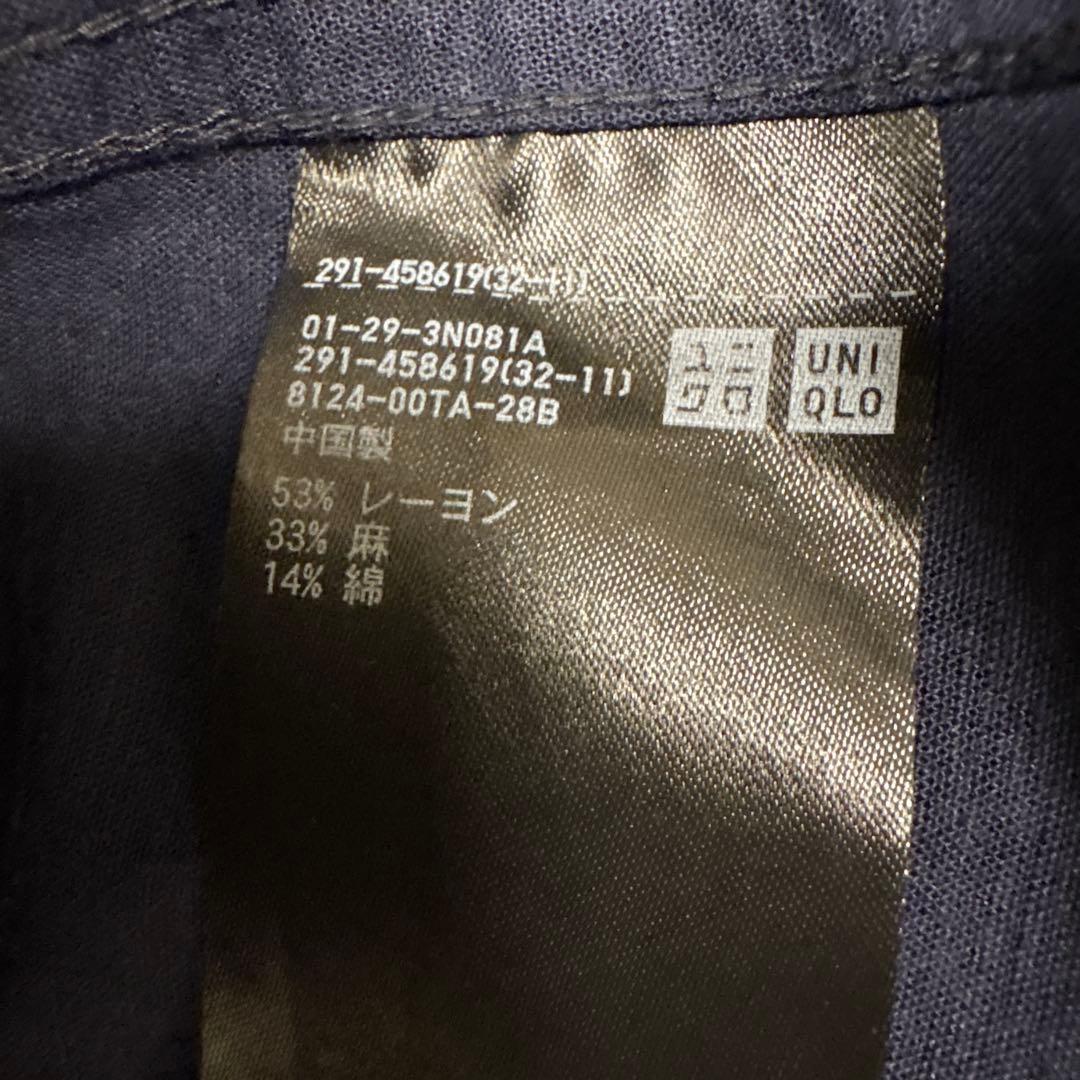 291-458619(32-11)
01-29-3N081A
291-458619(32-11)
8124-00TA-28B
中国製
53% レーヨン
33% 麻
14% 綿
ユニ
クロ
UNI
QLO